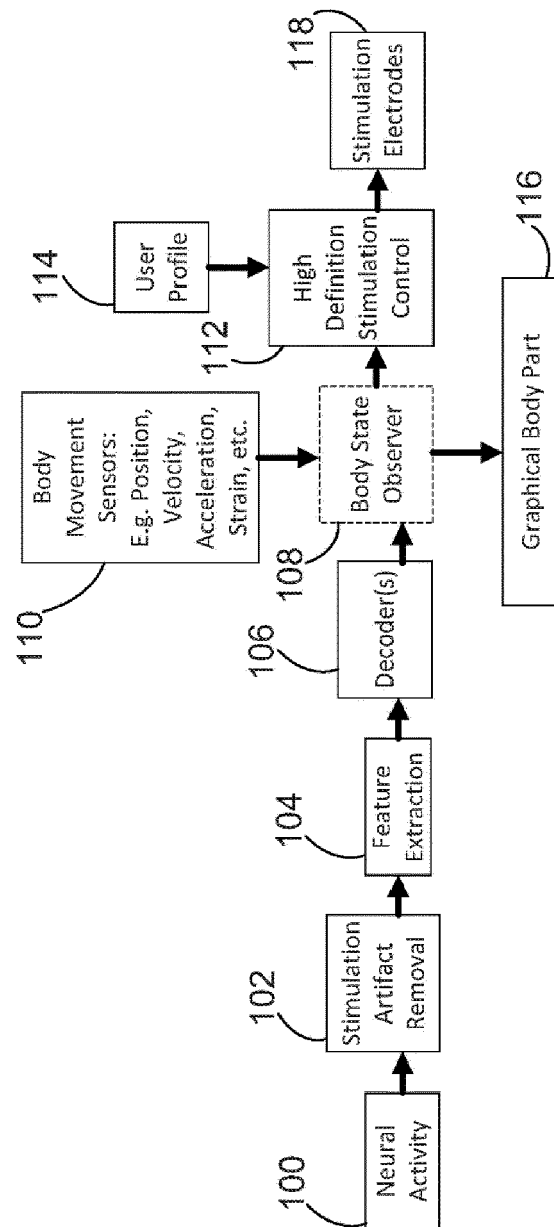 100
Neural
Activity
102
Stimulation
Artifact
Removal
104
Feature
Extraction
106
Decoder(s)
108
Body State
Observer
110
Body
Movement
Sensors:
E.g. Position,
Velocity,
Acceleration,
Strain, etc.
112
High
Definition
Stimulation
Control
114
User
Profile
116
Graphical Body Part
118
Stimulation
Electrodes